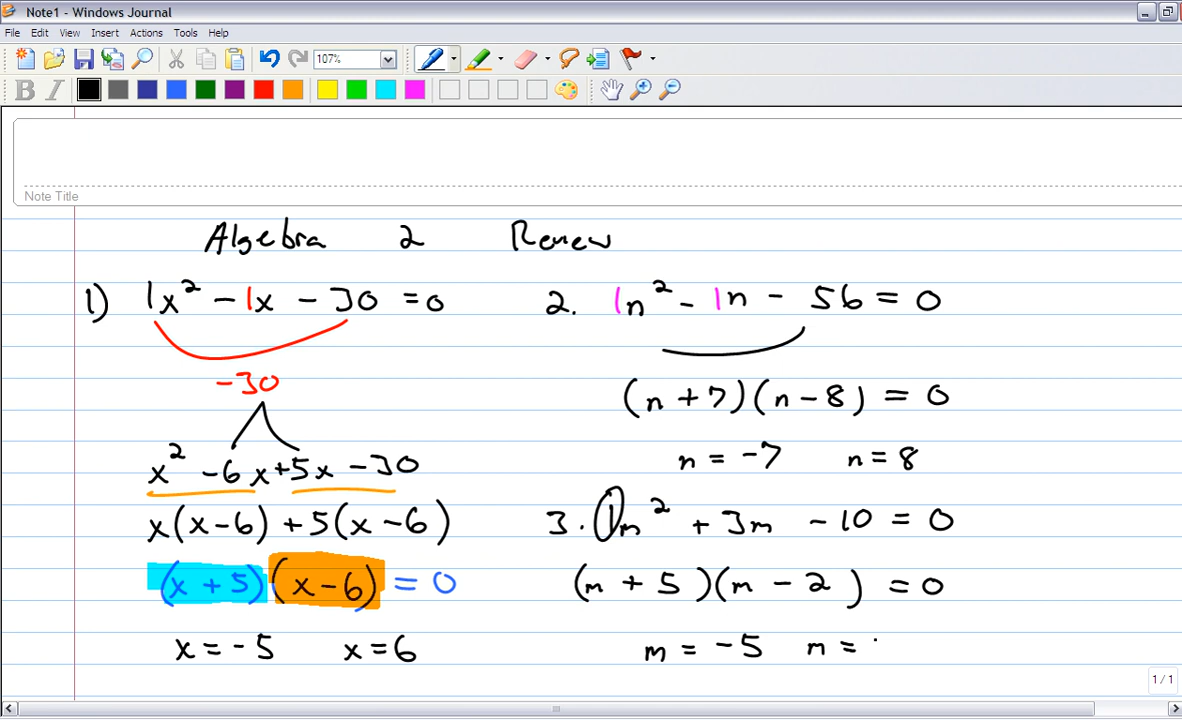 Note1 - Windows Journal
File Edit View Insert Actions Tools Help
107%
B I
Note Title
Algebra 2 Renew
1) 1x² - 1x - 30 = 0
-30
x² - 6x + 5x - 30
x(x - 6) + 5(x - 6)
(x + 5)(x - 6) = 0
x = -5 x = 6
2. 1n² - 1n - 56 = 0
(n + 7)(n - 8) = 0
n = -7 n = 8
3. 1m² + 3m - 10 = 0
(m + 5)(m - 2) = 0
m = -5 m =
1 / 1